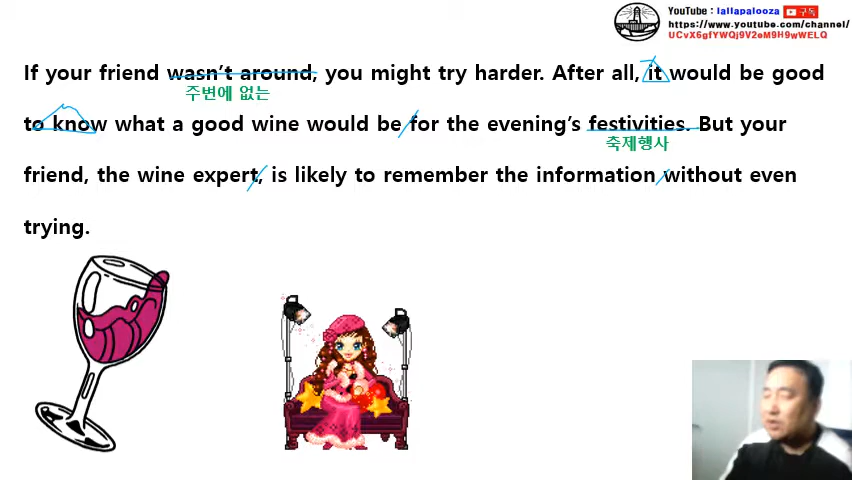 YouTube : lallapalooza 구독
https://www.youtube.com/channel/
UCvX6gfYWQj9V2eM9H9wWELQ
If your friend wasn’t around, you might try harder. After all, it would be good
주변에 없는
to know what a good wine would be for the evening’s festivities. But your
축제행사
friend, the wine expert, is likely to remember the information without even
trying.